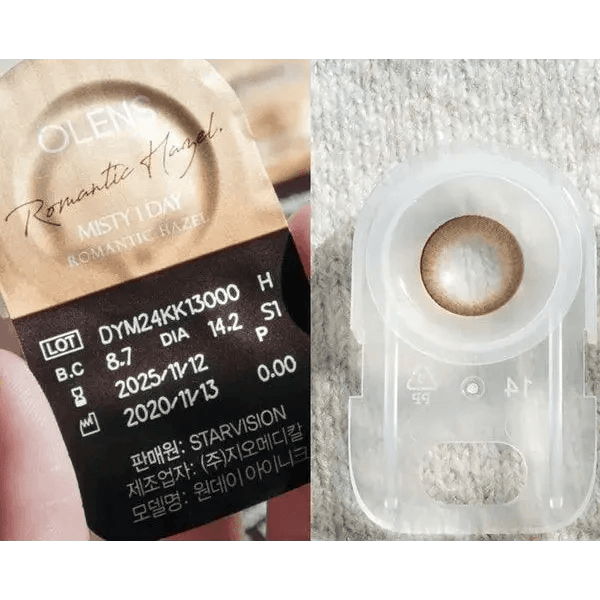 OLENS
Romantic Hazel.
MISTY 1 DAY
ROMANTIC HAZEL
LOT DYM24KK13000 H
B.C 8.7 DIA 14.2 S1
2025/11/12 P
2020/11/13 0.00
판매원: STARVISION
제조업자: (주)지오메디칼
모델명: 원데이 아이니크
PP
14